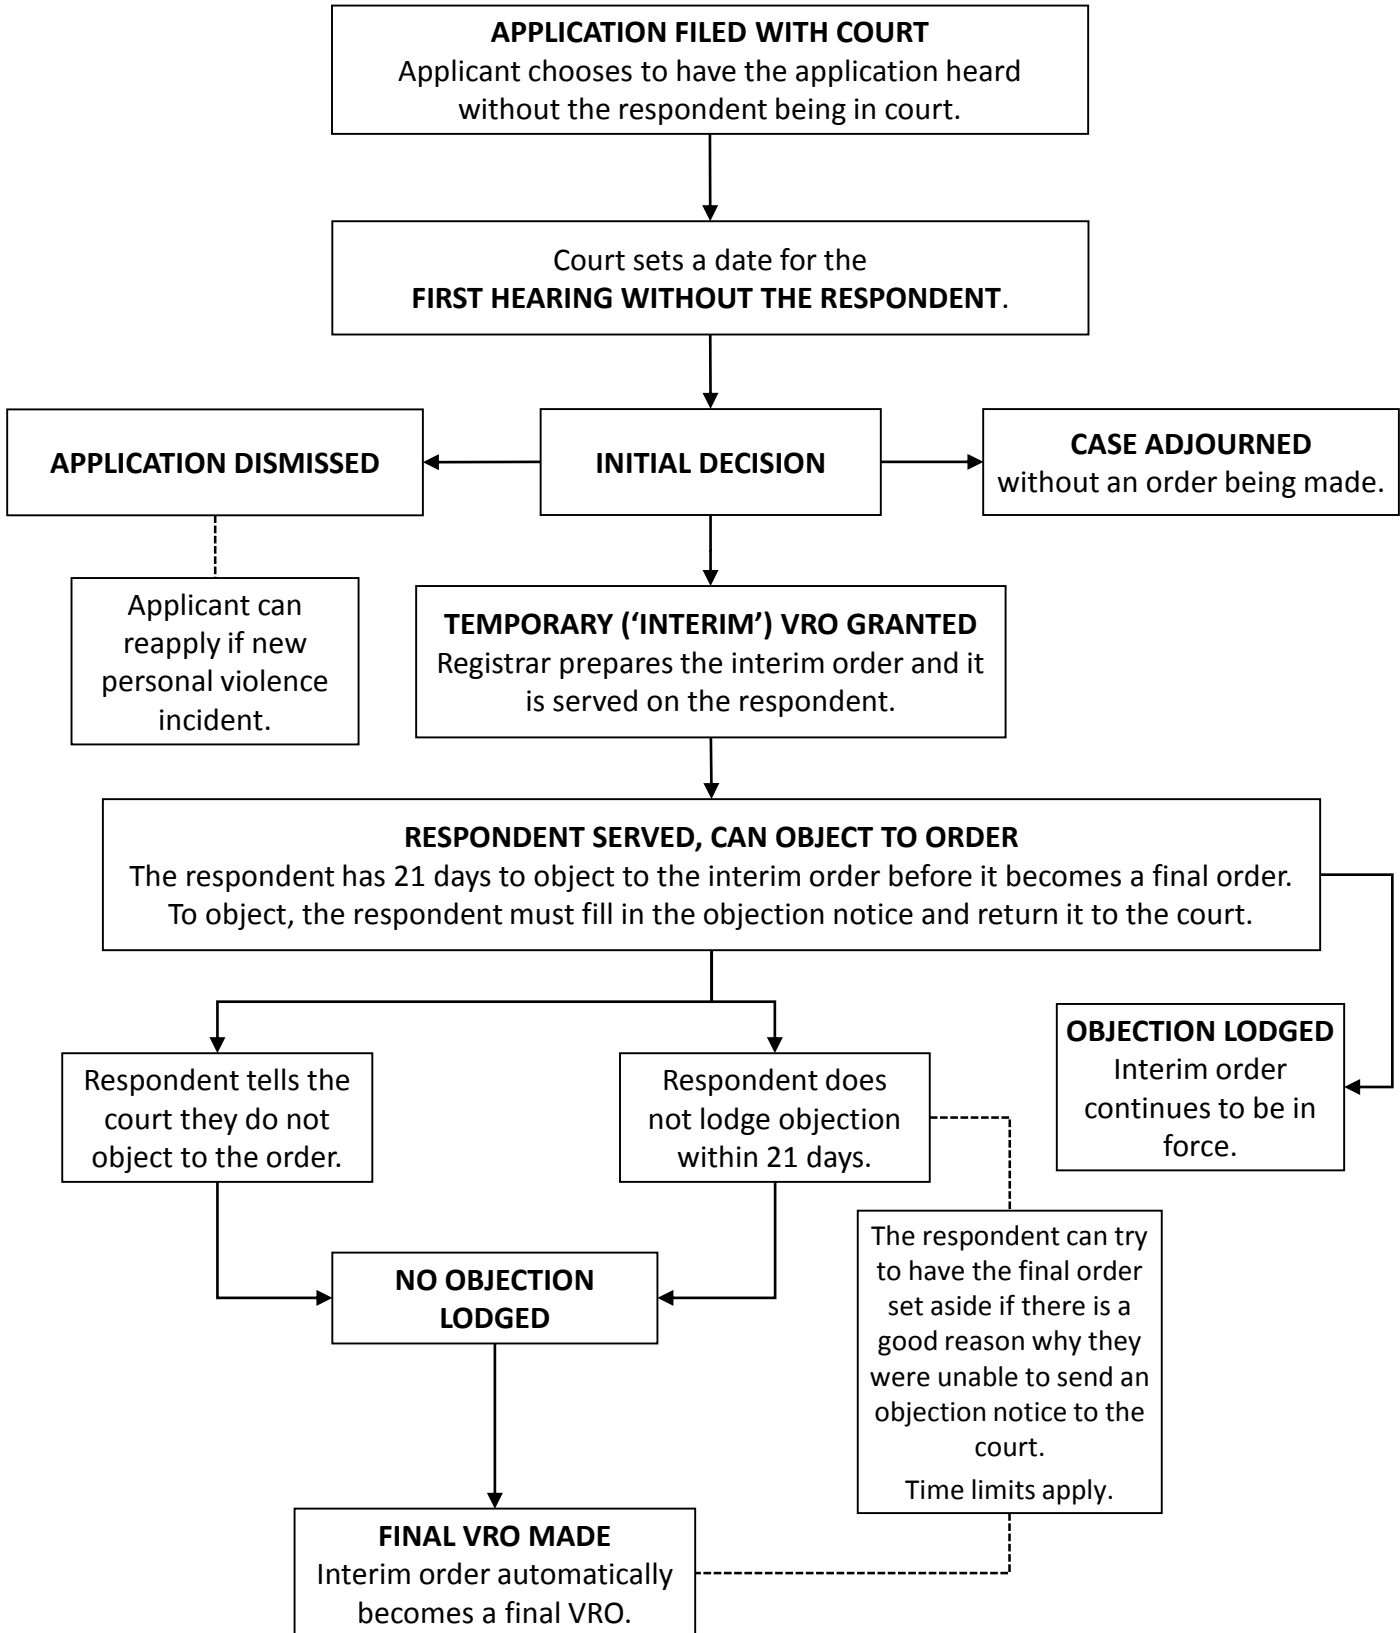 APPLICATION FILED WITH COURT
Applicant chooses to have the application heard
without the respondent being in court.
Court sets a date for the
FIRST HEARING WITHOUT THE RESPONDENT.
APPLICATION DISMISSED
INITIAL DECISION
CASE ADJOURNED
without an order being made.
Applicant can
reapply if new
personal violence
incident.
TEMPORARY (‘INTERIM’) VRO GRANTED
Registrar prepares the interim order and it
is served on the respondent.
RESPONDENT SERVED, CAN OBJECT TO ORDER
The respondent has 21 days to object to the interim order before it becomes a final order.
To object, the respondent must fill in the objection notice and return it to the court.
Respondent tells the
court they do not
object to the order.
Respondent does
not lodge objection
within 21 days.
OBJECTION LODGED
Interim order
continues to be in
force.
NO OBJECTION
LODGED
The respondent can try
to have the final order
set aside if there is a
good reason why they
were unable to send an
objection notice to the
court.
Time limits apply.
FINAL VRO MADE
Interim order automatically
becomes a final VRO.